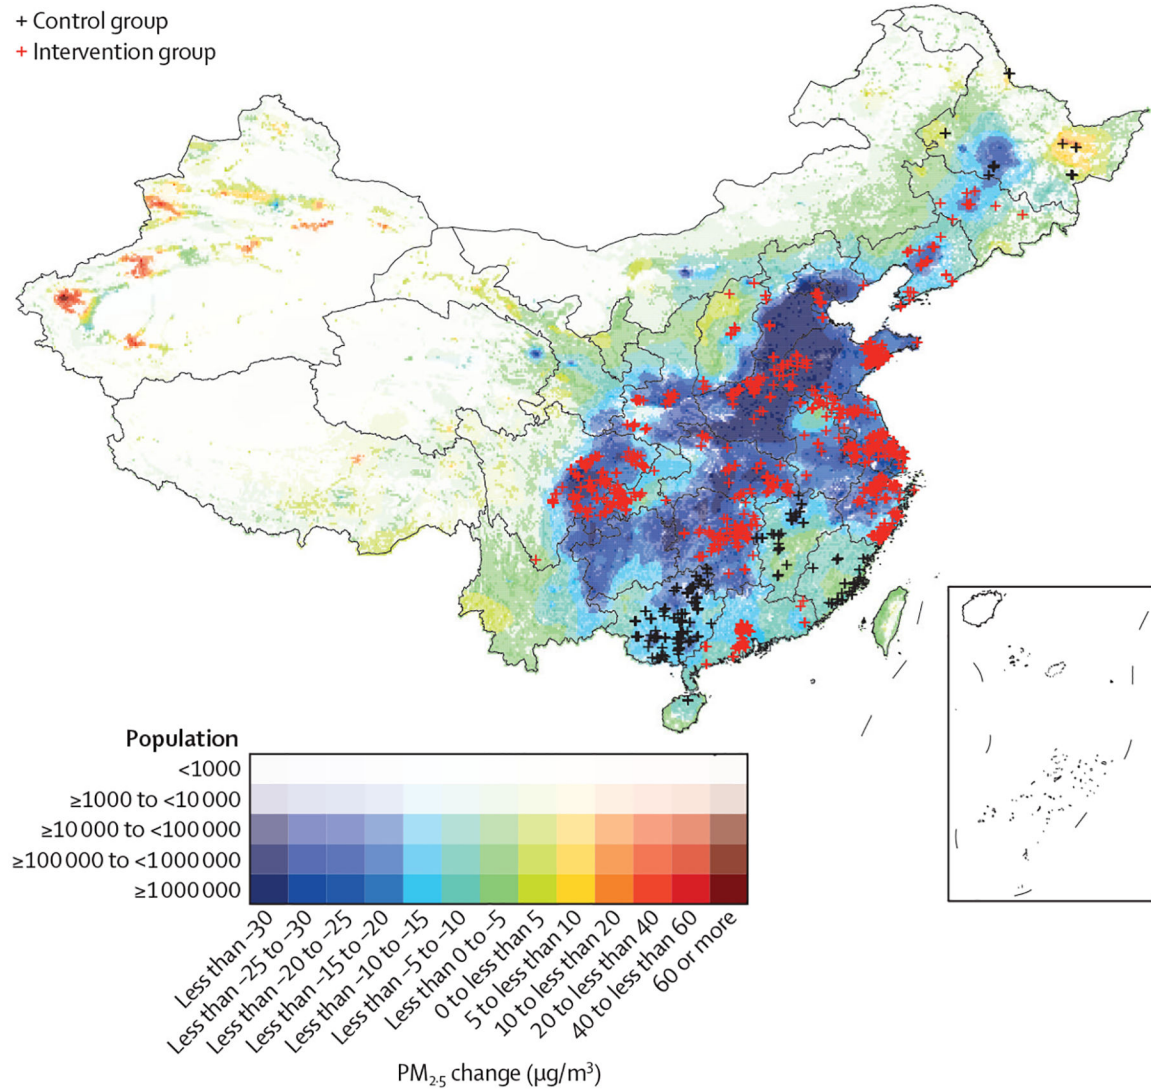 + Control group
+ Intervention group
Population
<1000
≥1000 to <10 000
≥10 000 to <100 000
≥100 000 to <1000 000
≥1000 000
Less than −30
Less than −25 to −30
Less than −20 to −25
Less than −15 to −20
Less than −10 to −15
Less than −5 to −10
Less than 0 to −5
0 to less than 5
5 to less than 10
10 to less than 20
20 to less than 40
40 to less than 60
60 or more
PM2·5 change (µg/m³)